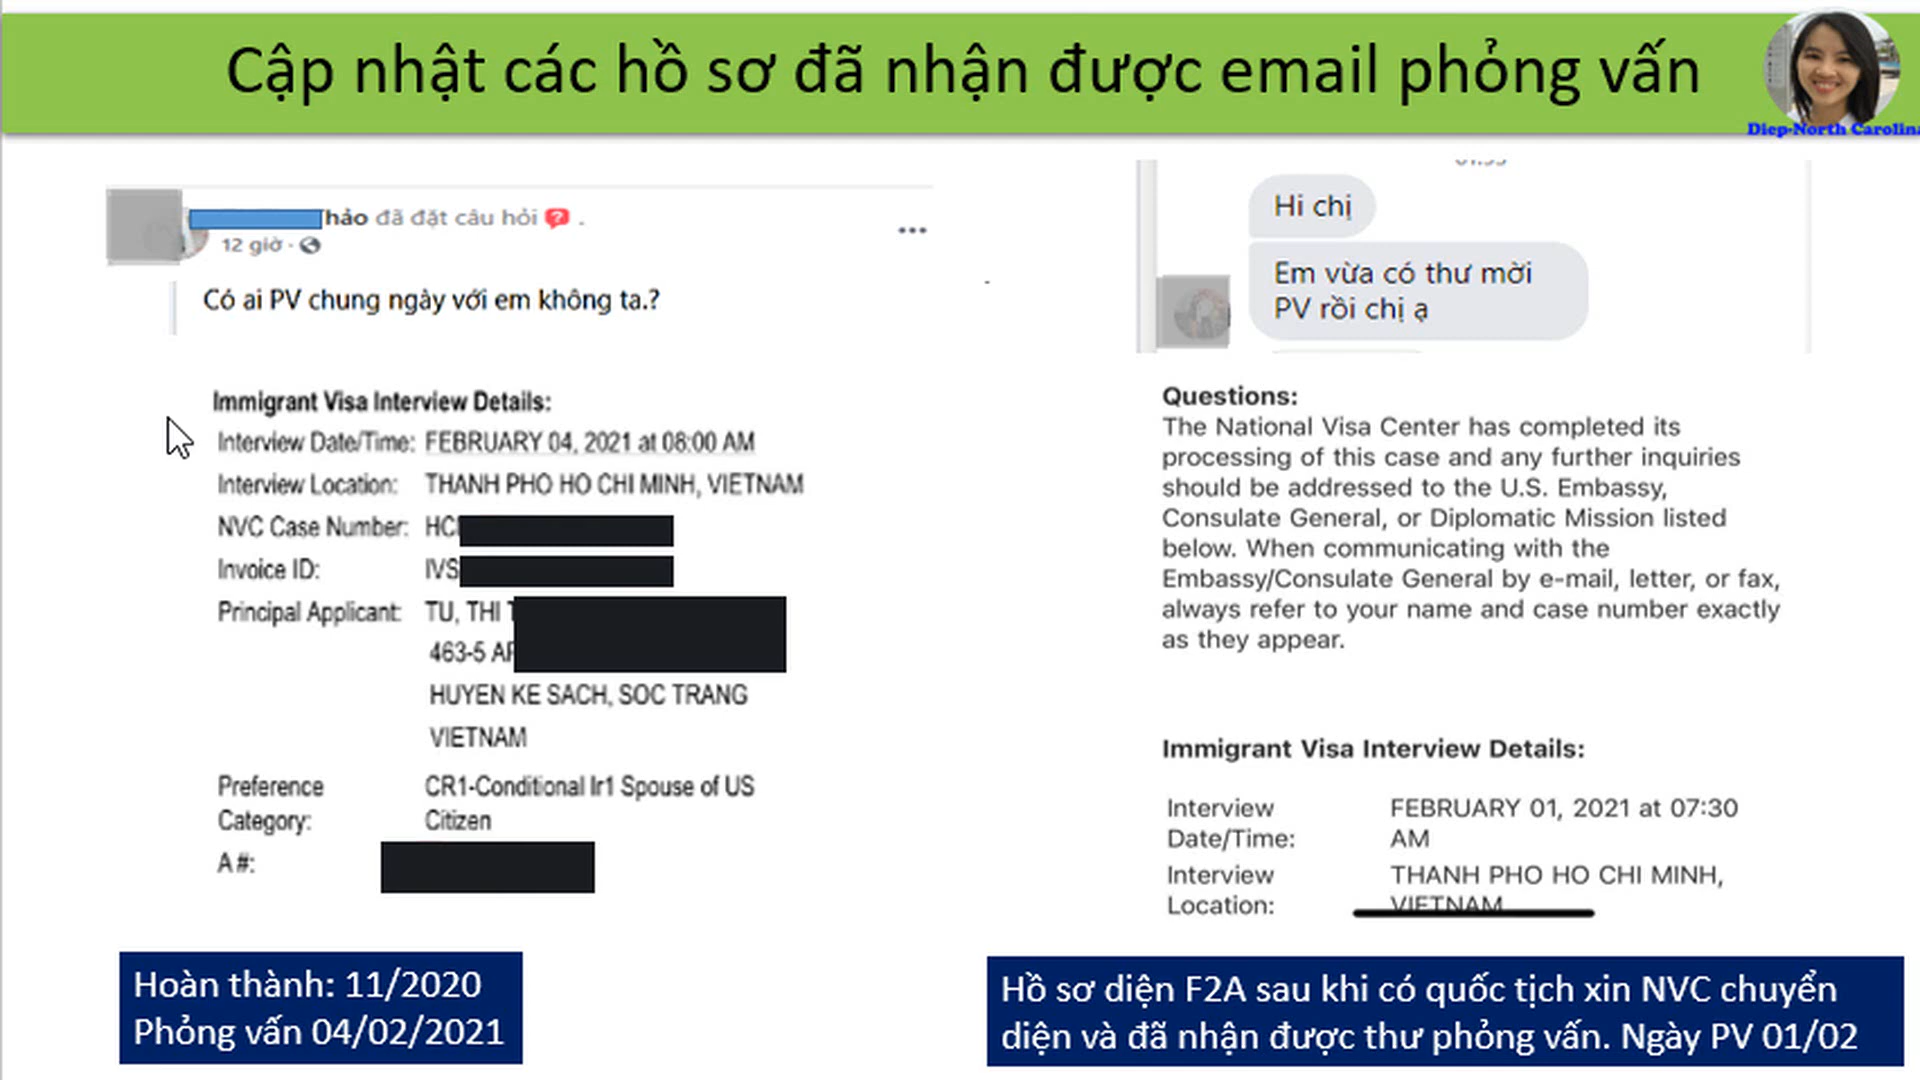 Cập nhật các hồ sơ đã nhận được email phỏng vấn
Diep-North Carolina
hảo đã đặt câu hỏi
12 giờ ·
Có ai PV chung ngày với em không ta.?
Immigrant Visa Interview Details:
Interview Date/Time: FEBRUARY 04, 2021 at 08:00 AM
Interview Location: THANH PHO HO CHI MINH, VIETNAM
NVC Case Number: HC
Invoice ID: IVS
Principal Applicant: TU, THI
463-5 AP
HUYEN KE SACH, SOC TRANG
VIETNAM
Preference CR1-Conditional Ir1 Spouse of US
Category: Citizen
A #:
Hoàn thành: 11/2020
Phỏng vấn 04/02/2021
Hi chị
Em vừa có thư mời
PV rồi chị ạ
Questions:
The National Visa Center has completed its
processing of this case and any further inquiries
should be addressed to the U.S. Embassy,
Consulate General, or Diplomatic Mission listed
below. When communicating with the
Embassy/Consulate General by e-mail, letter, or fax,
always refer to your name and case number exactly
as they appear.
Immigrant Visa Interview Details:
Interview FEBRUARY 01, 2021 at 07:30
Date/Time: AM
Interview THANH PHO HO CHI MINH,
Location: VIETNAM
Hồ sơ diện F2A sau khi có quốc tịch xin NVC chuyển
diện và đã nhận được thư phỏng vấn. Ngày PV 01/02